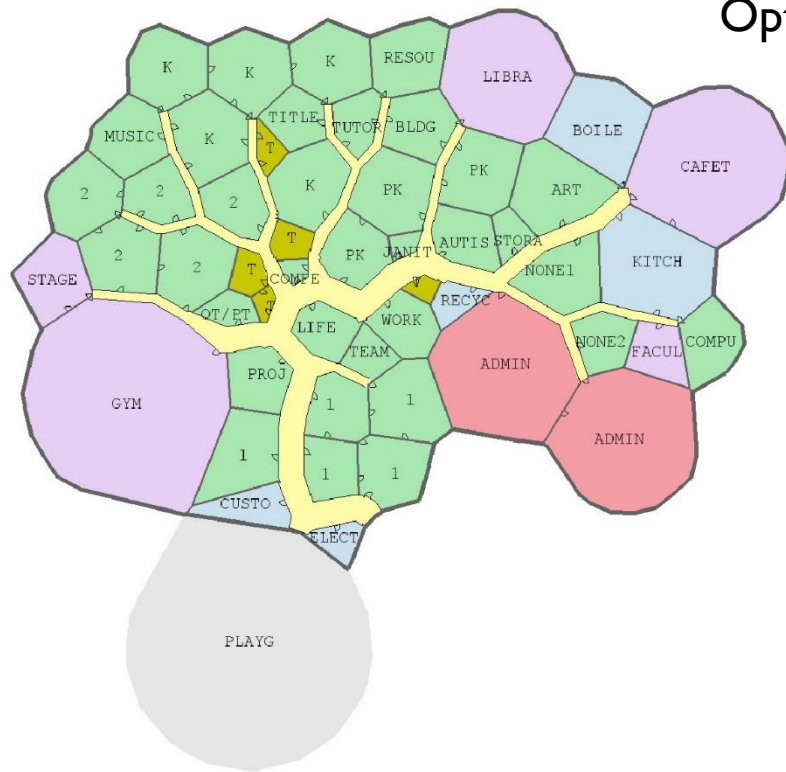 Op
K
K
K
RESOU
LIBRA
MUSIC
K
TITLE
TUTOR
BLDG
BOILE
CAFET
T
2
2
2
K
PK
PK
ART
2
2
T
PK
JANIT
AUTIS
STORA
NONE1
KITCH
STAGE
T
COMFE
T
RECYC
OT/PT
T
LIFE
WORK
TEAM
NONE2
FACUL
COMPU
GYM
PROJ
ADMIN
1
1
ADMIN
1
1
1
CUSTO
ELECT
PLAYG